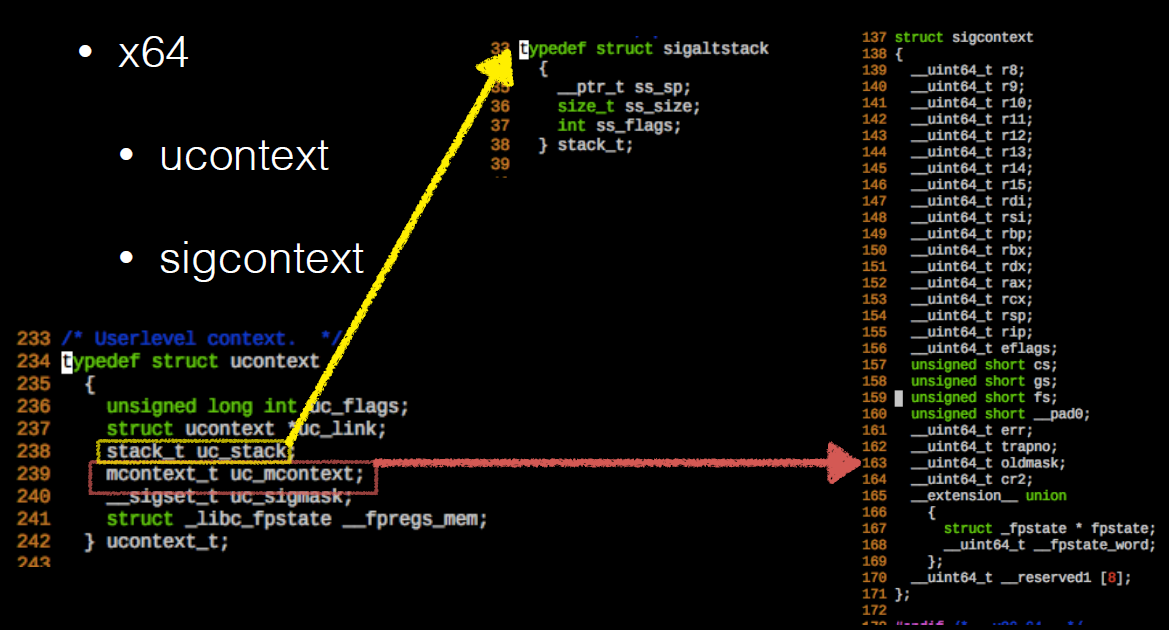 • x64
• ucontext
• sigcontext
32 typedef struct sigaltstack
{
35 __ptr_t ss_sp;
36 size_t ss_size;
37 int ss_flags;
38 } stack_t;
39
233 /* Userlevel context. */
234 typedef struct ucontext
235 {
236 unsigned long int uc_flags;
237 struct ucontext *uc_link;
238 stack_t uc_stack;
239 mcontext_t uc_mcontext;
240 __sigset_t uc_sigmask;
241 struct _libc_fpstate __fpregs_mem;
242 } ucontext_t;
243
137 struct sigcontext
138 {
139 __uint64_t r8;
140 __uint64_t r9;
141 __uint64_t r10;
142 __uint64_t r11;
143 __uint64_t r12;
144 __uint64_t r13;
145 __uint64_t r14;
146 __uint64_t r15;
147 __uint64_t rdi;
148 __uint64_t rsi;
149 __uint64_t rbp;
150 __uint64_t rbx;
151 __uint64_t rdx;
152 __uint64_t rax;
153 __uint64_t rcx;
154 __uint64_t rsp;
155 __uint64_t rip;
156 __uint64_t eflags;
157 unsigned short cs;
158 unsigned short gs;
159 unsigned short fs;
160 unsigned short __pad0;
161 __uint64_t err;
162 __uint64_t trapno;
163 __uint64_t oldmask;
164 __uint64_t cr2;
165 __extension__ union
166 {
167 struct _fpstate * fpstate;
168 __uint64_t __fpstate_word;
169 };
170 __uint64_t __reserved1 [8];
171 };
172